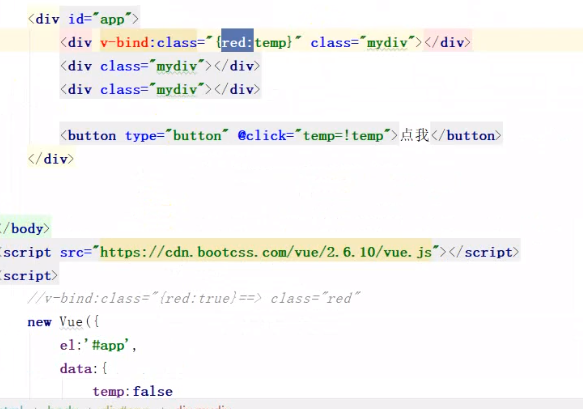 <div id="app">
<div v-bind:class="{red:temp}" class="mydiv"></div>
<div class="mydiv"></div>
<div class="mydiv"></div>
<button type="button" @click="temp=!temp">点我</button>
</div>
/body>
script src="https://cdn.bootcss.com/vue/2.6.10/vue.js"></script>
script>
//v-bind:class="{red:true}==> class="red"
new Vue({
el:'#app',
data:{
temp:false